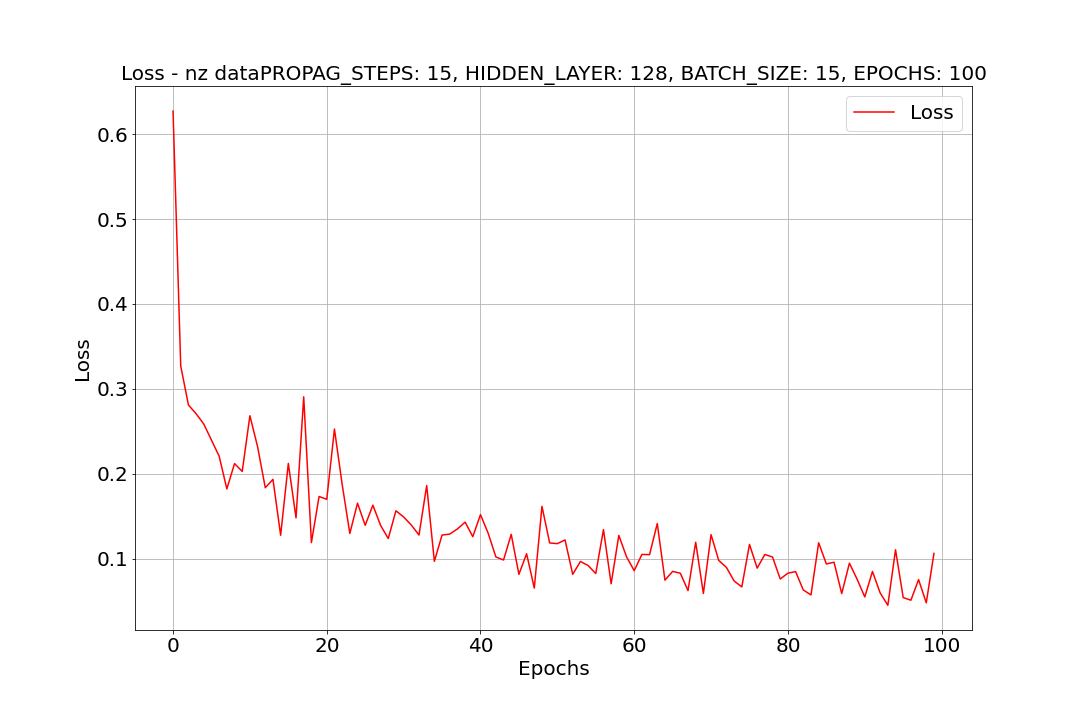 Loss - nz dataPROPAG_STEPS: 15, HIDDEN_LAYER: 128, BATCH_SIZE: 15, EPOCHS: 100
Loss
0.6
0.5
0.4
0.3
0.2
0.1
Loss
0 20 40 60 80 100
Epochs